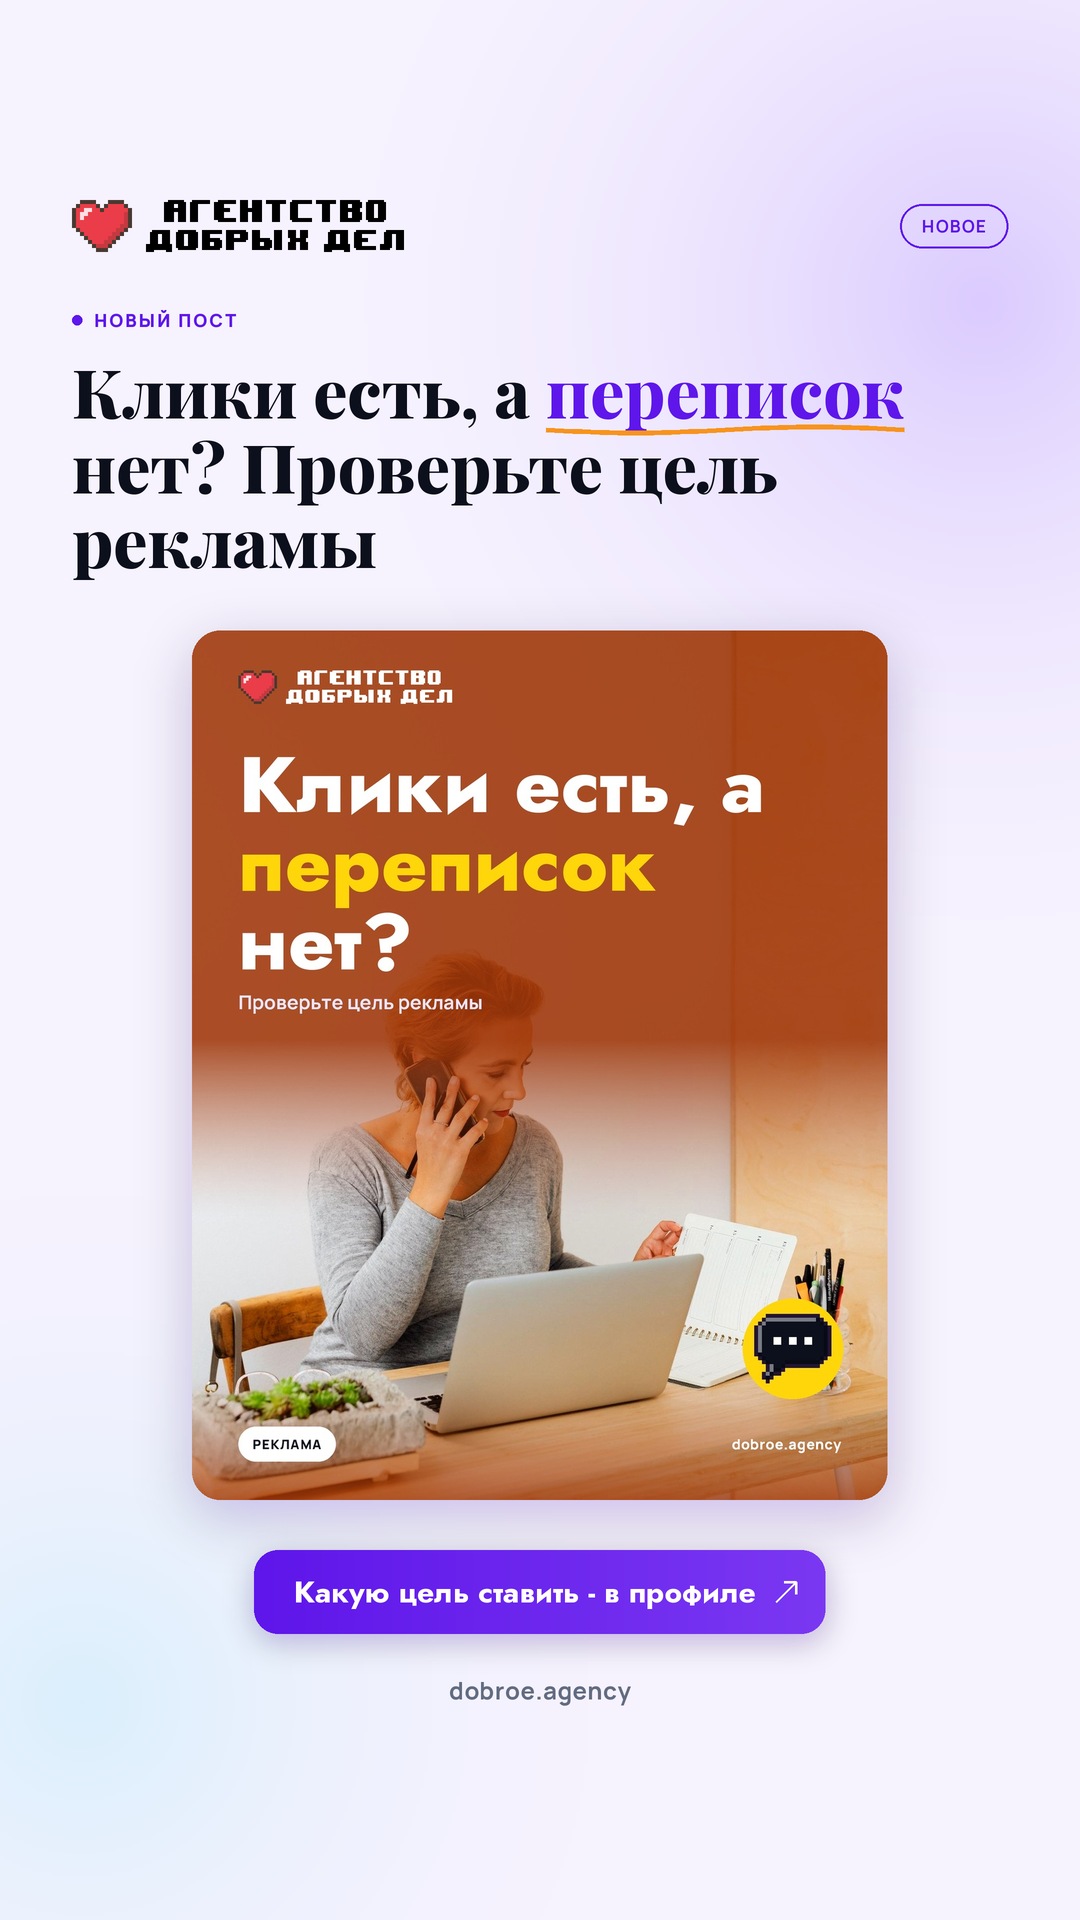 АГЕНТСТВО
ДОБРЫХ ДЕЛ
НОВОЕ
НОВЫЙ ПОСТ
Клики есть, а переписок
нет? Проверьте цель
рекламы
АГЕНТСТВО
ДОБРЫХ ДЕЛ
Клики есть, а
переписок
нет?
Проверьте цель рекламы
РЕКЛАМА
dobroe.agency
Какую цель ставить - в профиле
dobroe.agency